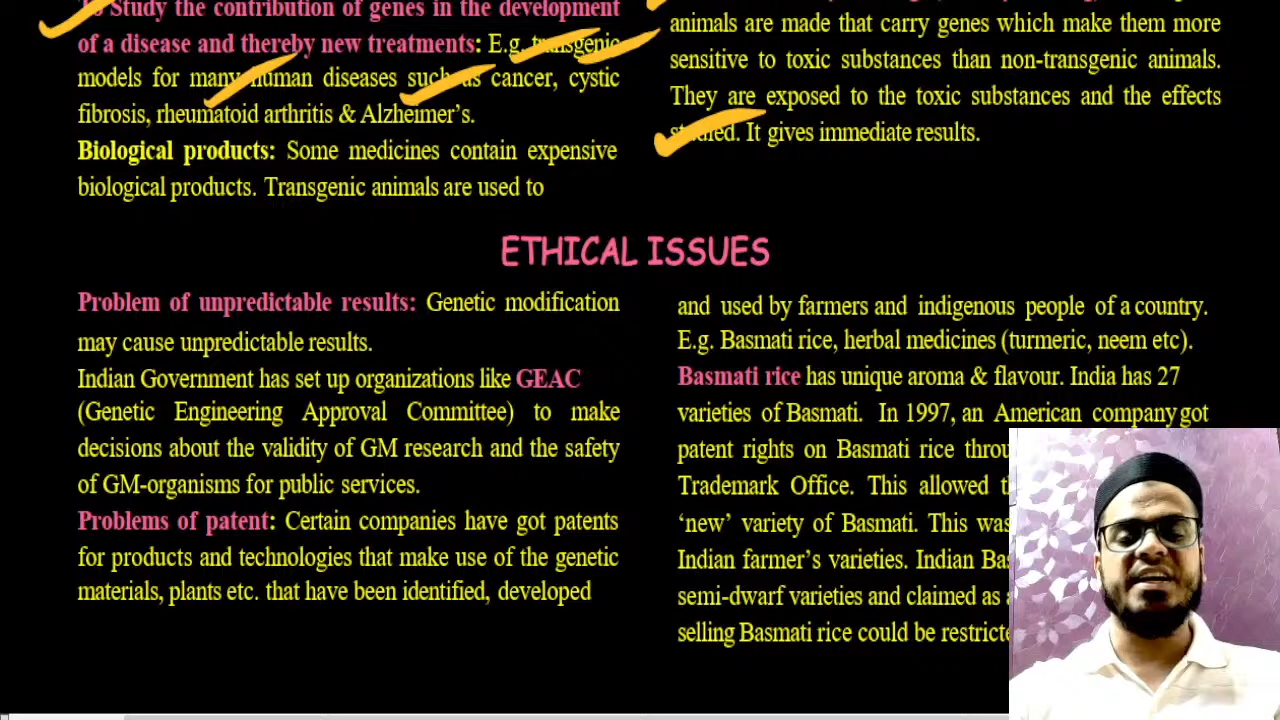 To Study the contribution of genes in the development
of a disease and thereby new treatments: E.g. transgenic
models for many human diseases such as cancer, cystic
fibrosis, rheumatoid arthritis & Alzheimer's.
Biological products: Some medicines contain expensive
biological products. Transgenic animals are used to
animals are made that carry genes which make them more
sensitive to toxic substances than non-transgenic animals.
They are exposed to the toxic substances and the effects
studied. It gives immediate results.
ETHICAL ISSUES
Problem of unpredictable results: Genetic modification
may cause unpredictable results.
Indian Government has set up organizations like GEAC
(Genetic Engineering Approval Committee) to make
decisions about the validity of GM research and the safety
of GM-organisms for public services.
Problems of patent: Certain companies have got patents
for products and technologies that make use of the genetic
materials, plants etc. that have been identified, developed
and used by farmers and indigenous people of a country.
E.g. Basmati rice, herbal medicines (turmeric, neem etc).
Basmati rice has unique aroma & flavour. India has 27
varieties of Basmati. In 1997, an American company got
patent rights on Basmati rice
Trademark Office. This allowed
'new' variety of Basmati. This was
Indian farmer's varieties. Indian
semi-dwarf varieties and claimed as
selling Basmati rice could be